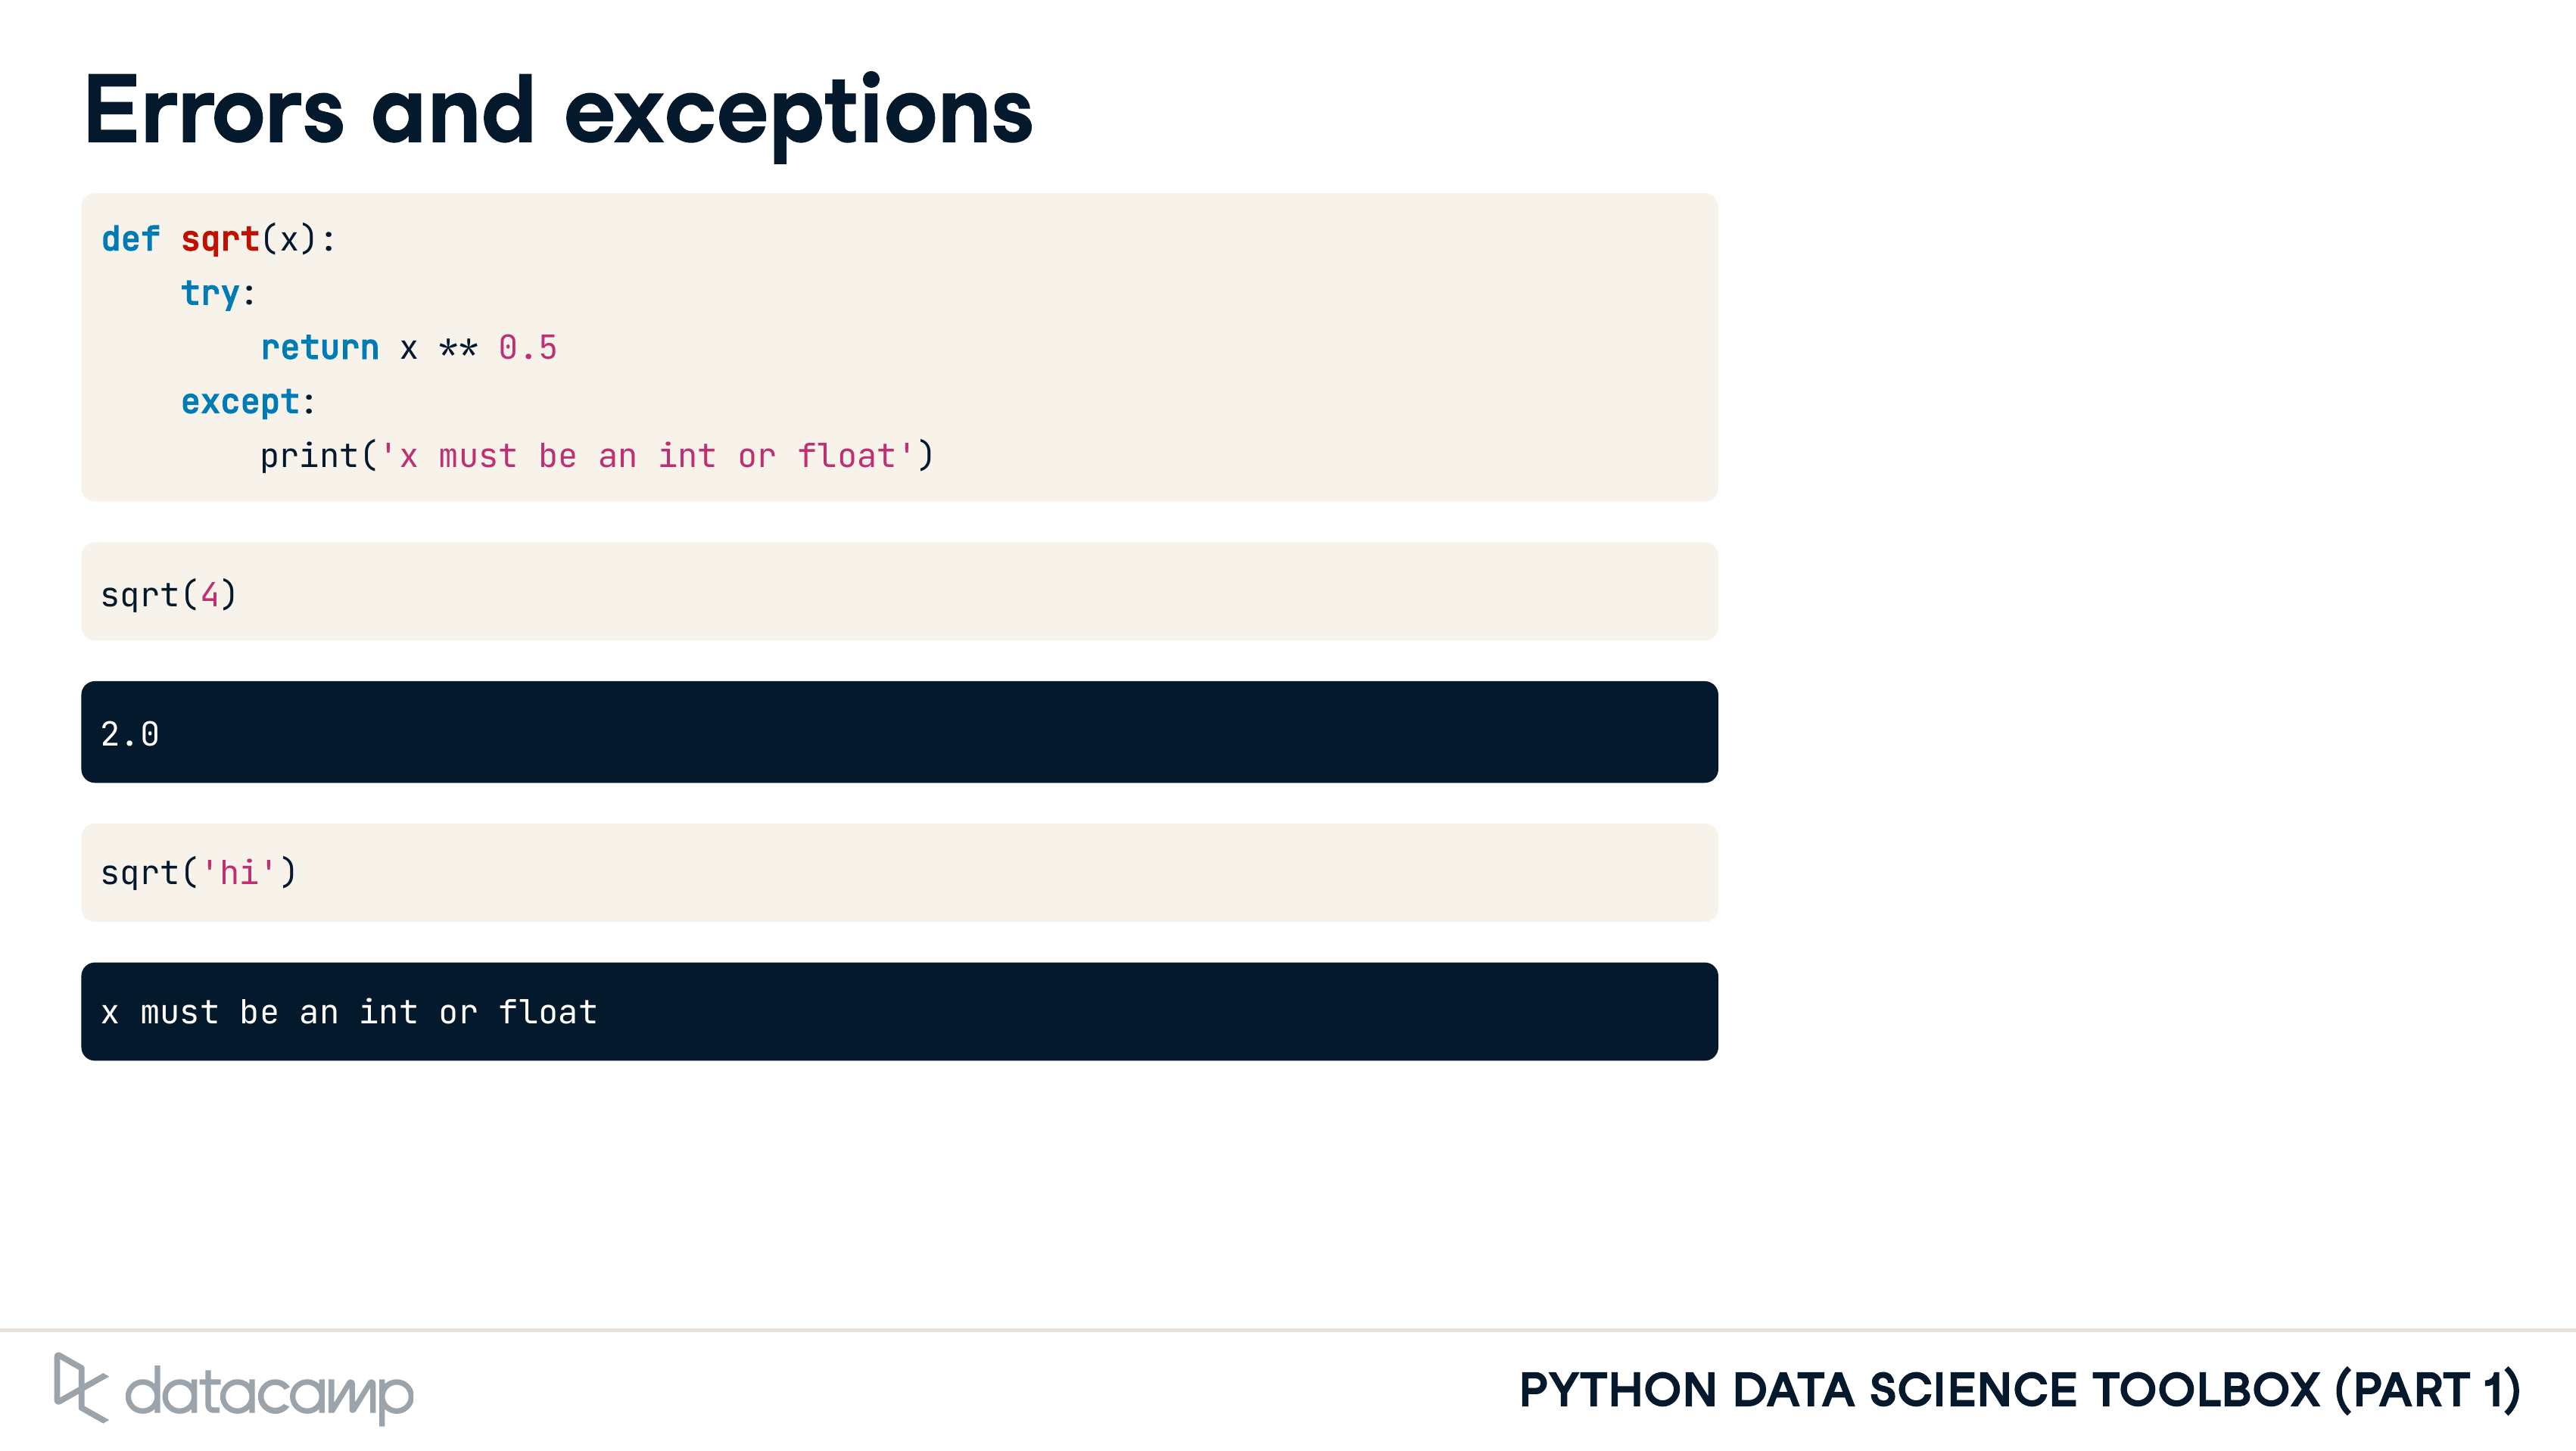 Errors and exceptions
def sqrt(x):
    try:
        return x ** 0.5
    except:
        print('x must be an int or float')
sqrt(4)
2.0
sqrt('hi')
x must be an int or float
datacamp
PYTHON DATA SCIENCE TOOLBOX (PART 1)